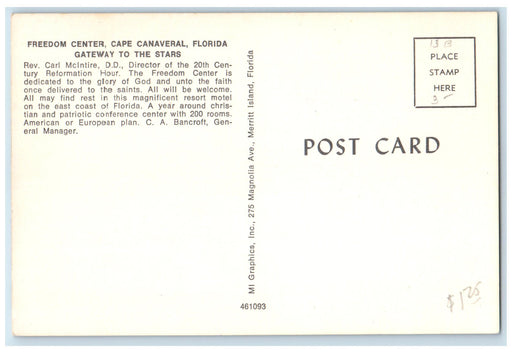 FREEDOM CENTER, CAPE CANAVERAL, FLORIDA
GATEWAY TO THE STARS
Rev. Carl McIntire, D.D., Director of the 20th Cen-
tury Reformation Hour. The Freedom Center is
dedicated to the glory of God and unto the faith
once delivered to the saints. All will be welcome.
All may find rest in this magnificent resort motel
on the east coast of Florida. A year around chris-
tian and patriotic conference center with 200 rooms.
American or European plan. C. A. Bancroft, Gen-
eral Manager.
MI Graphics, Inc., 275 Magnolia Ave., Merritt Island, Florida
461093
PLACE
STAMP
HERE
3-
POST CARD
$1.25